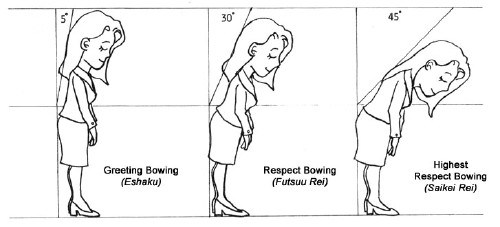 5°
Greeting Bowing
(Eshaku)
30°
Respect Bowing
(Futsuu Rei)
45°
Highest
Respect Bowing
(Saikei Rei)